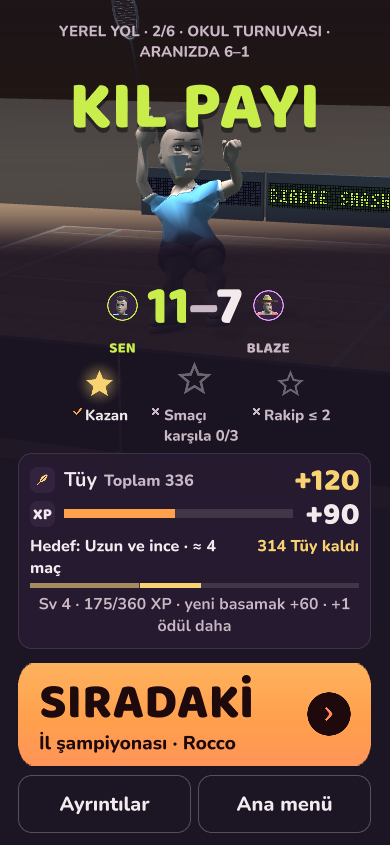 YEREL YOL · 2/6 · OKUL TURNUVASI ·
ARANIZDA 6–1
KIL PAYI
BIRDIE SMASH
11–7
SEN
BLAZE
Kazan
Smaçı
karşıla 0/3
Rakip ≤ 2
Tüy Toplam 336
+120
XP
+90
Hedef: Uzun ve ince · ≈ 4
maç
314 Tüy kaldı
Sv 4 · 175/360 XP · yeni basamak +60 · +1
ödül daha
SIRADAKİ
İl şampiyonası · Rocco
Ayrıntılar
Ana menü